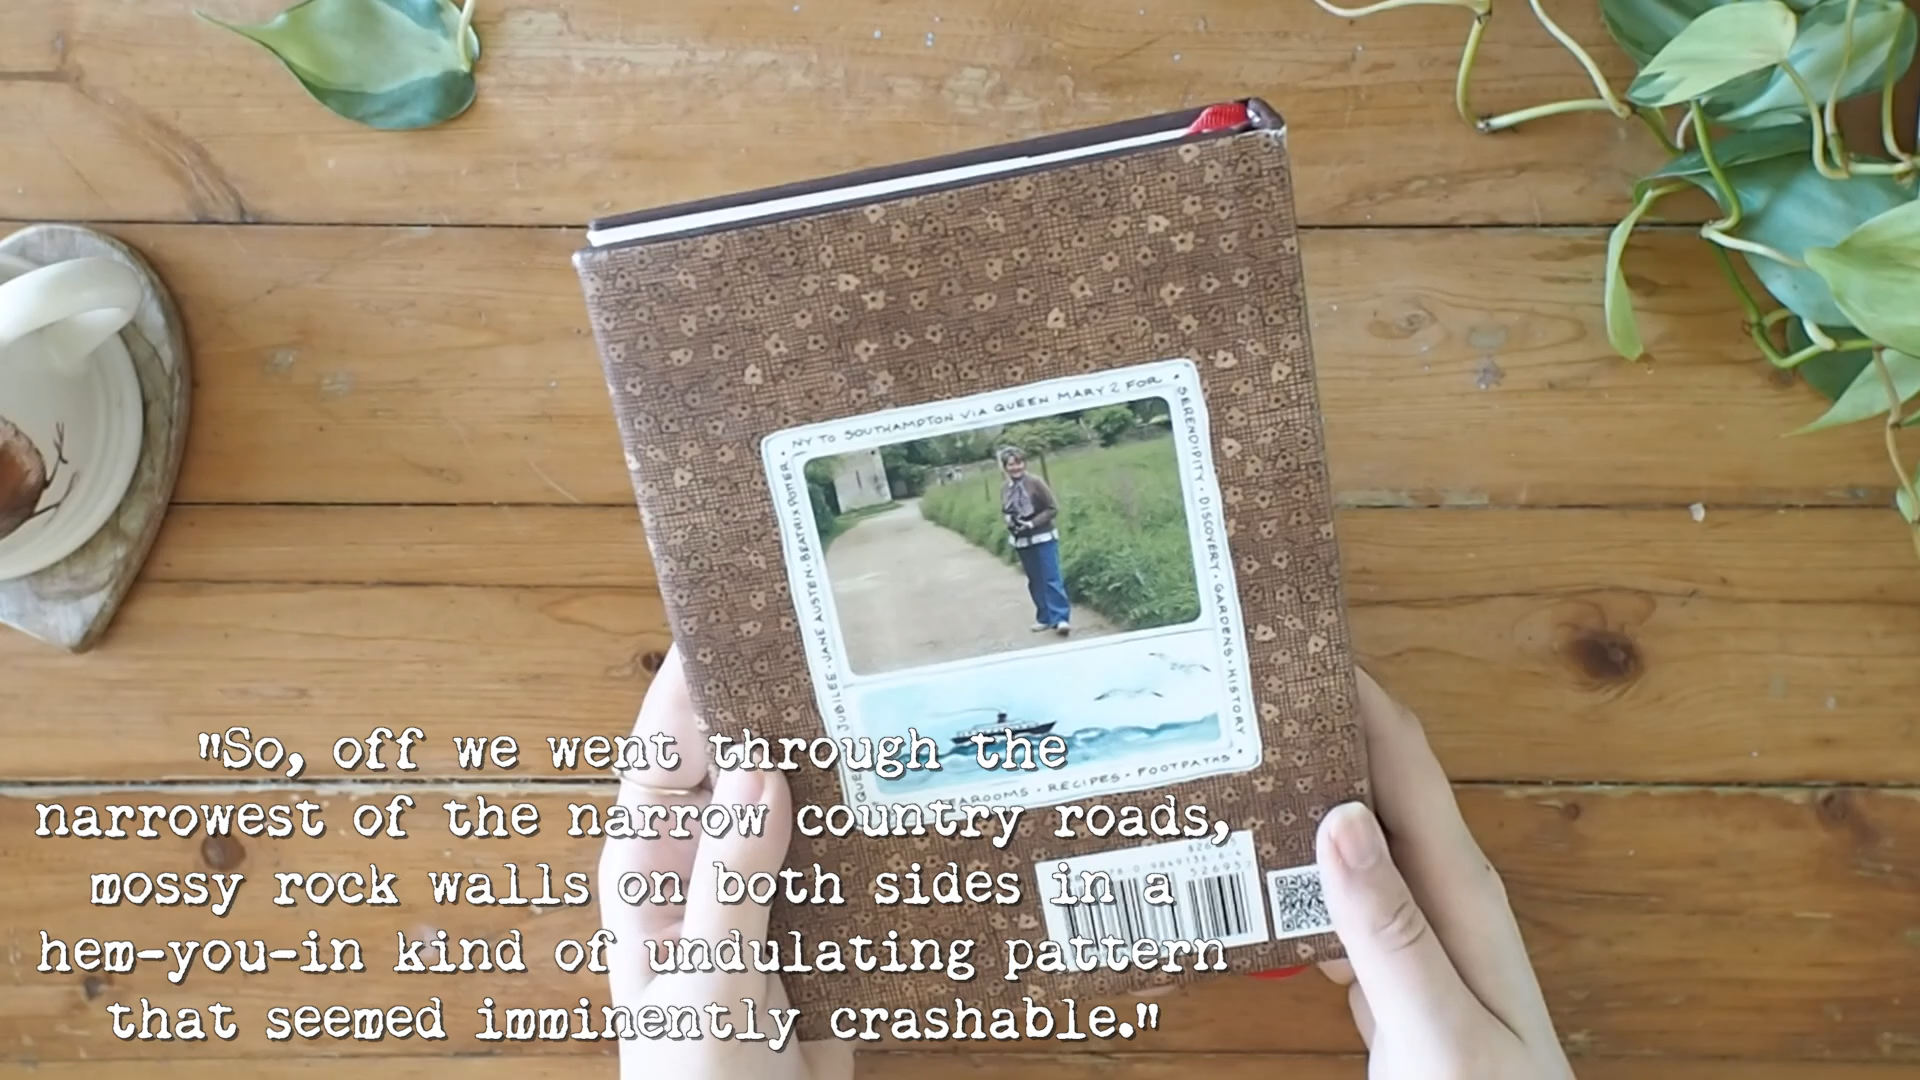 NY TO SOUTHAMPTON VIA QUEEN MARY 2 FOR •
SERENDIPITY • DISCOVERY • GARDENS • HISTORY •
RECIPES • FOOTPATHS
JUBILEE • JANE AUSTEN • BEATRIX POTTER •
"So, off we went through the
narrowest of the narrow country roads,
mossy rock walls on both sides in a
hem-you-in kind of undulating pattern
that seemed imminently crashable."